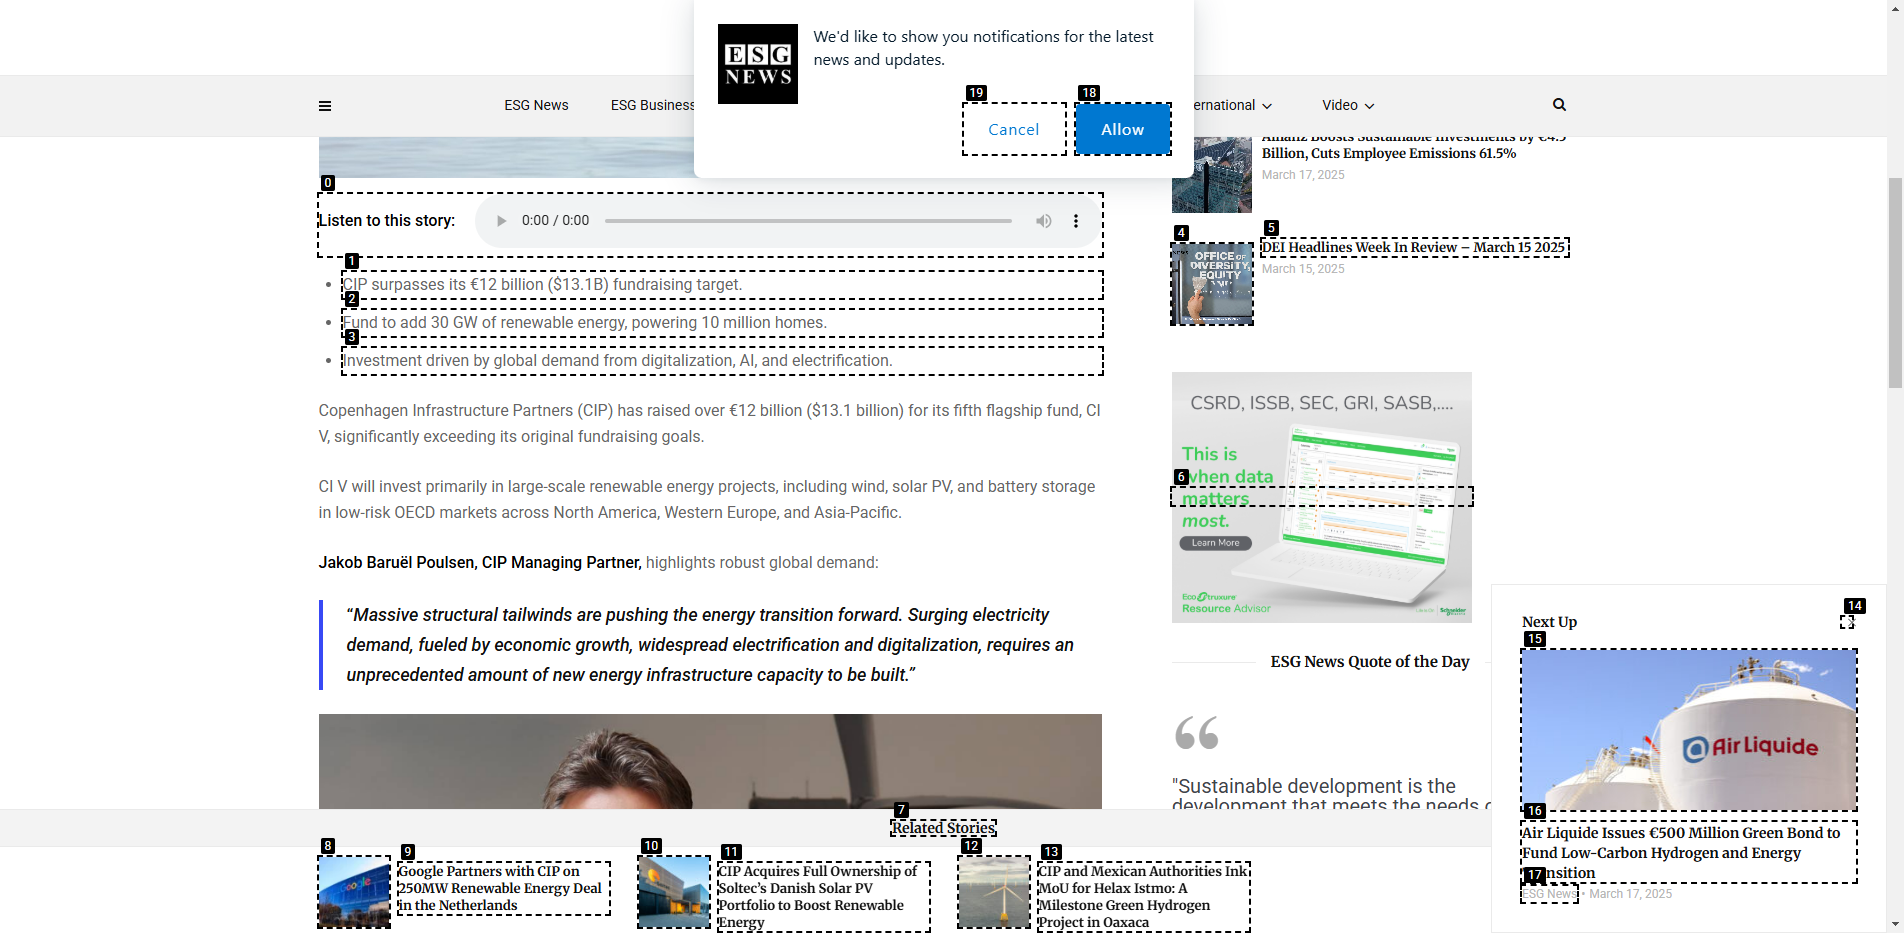 ESG
NEWS
We'd like to show you notifications for the latest
news and updates.
19
18
Cancel
Allow
ESG News
ESG Business
ernational
Video
Allianz Boosts Sustainable Investments by €4.5
Billion, Cuts Employee Emissions 61.5%
March 17, 2025
0
Listen to this story:
0:00 / 0:00
1
CIP surpasses its €12 billion ($13.1B) fundraising target.
2
Fund to add 30 GW of renewable energy, powering 10 million homes.
3
Investment driven by global demand from digitalization, AI, and electrification.
4
OFFICE OF
DIVERSITY,
EQUITY
5
DEI Headlines Week In Review – March 15 2025
March 15, 2025
Copenhagen Infrastructure Partners (CIP) has raised over €12 billion ($13.1 billion) for its fifth flagship fund, CI
V, significantly exceeding its original fundraising goals.
CI V will invest primarily in large-scale renewable energy projects, including wind, solar PV, and battery storage
in low-risk OECD markets across North America, Western Europe, and Asia-Pacific.
Jakob Baruël Poulsen, CIP Managing Partner, highlights robust global demand:
“Massive structural tailwinds are pushing the energy transition forward. Surging electricity
demand, fueled by economic growth, widespread electrification and digitalization, requires an
unprecedented amount of new energy infrastructure capacity to be built.”
CSRD, ISSB, SEC, GRI, SASB,....
This is
6
when data
matters
most.
Learn More
EcoStruxure
Resource Advisor
Schneider
ESG News Quote of the Day
"Sustainable development is the
development that meets the needs o
14
Next Up
15
Air Liquide
16
Air Liquide Issues €500 Million Green Bond to
Fund Low-Carbon Hydrogen and Energy
17
nsition
ESG News • March 17, 2025
7
Related Stories
8
Google
9
Google Partners with CIP on
250MW Renewable Energy Deal
in the Netherlands
10
11
CIP Acquires Full Ownership of
Soltec’s Danish Solar PV
Portfolio to Boost Renewable
Energy
12
13
CIP and Mexican Authorities Ink
MoU for Helax Istmo: A
Milestone Green Hydrogen
Project in Oaxaca